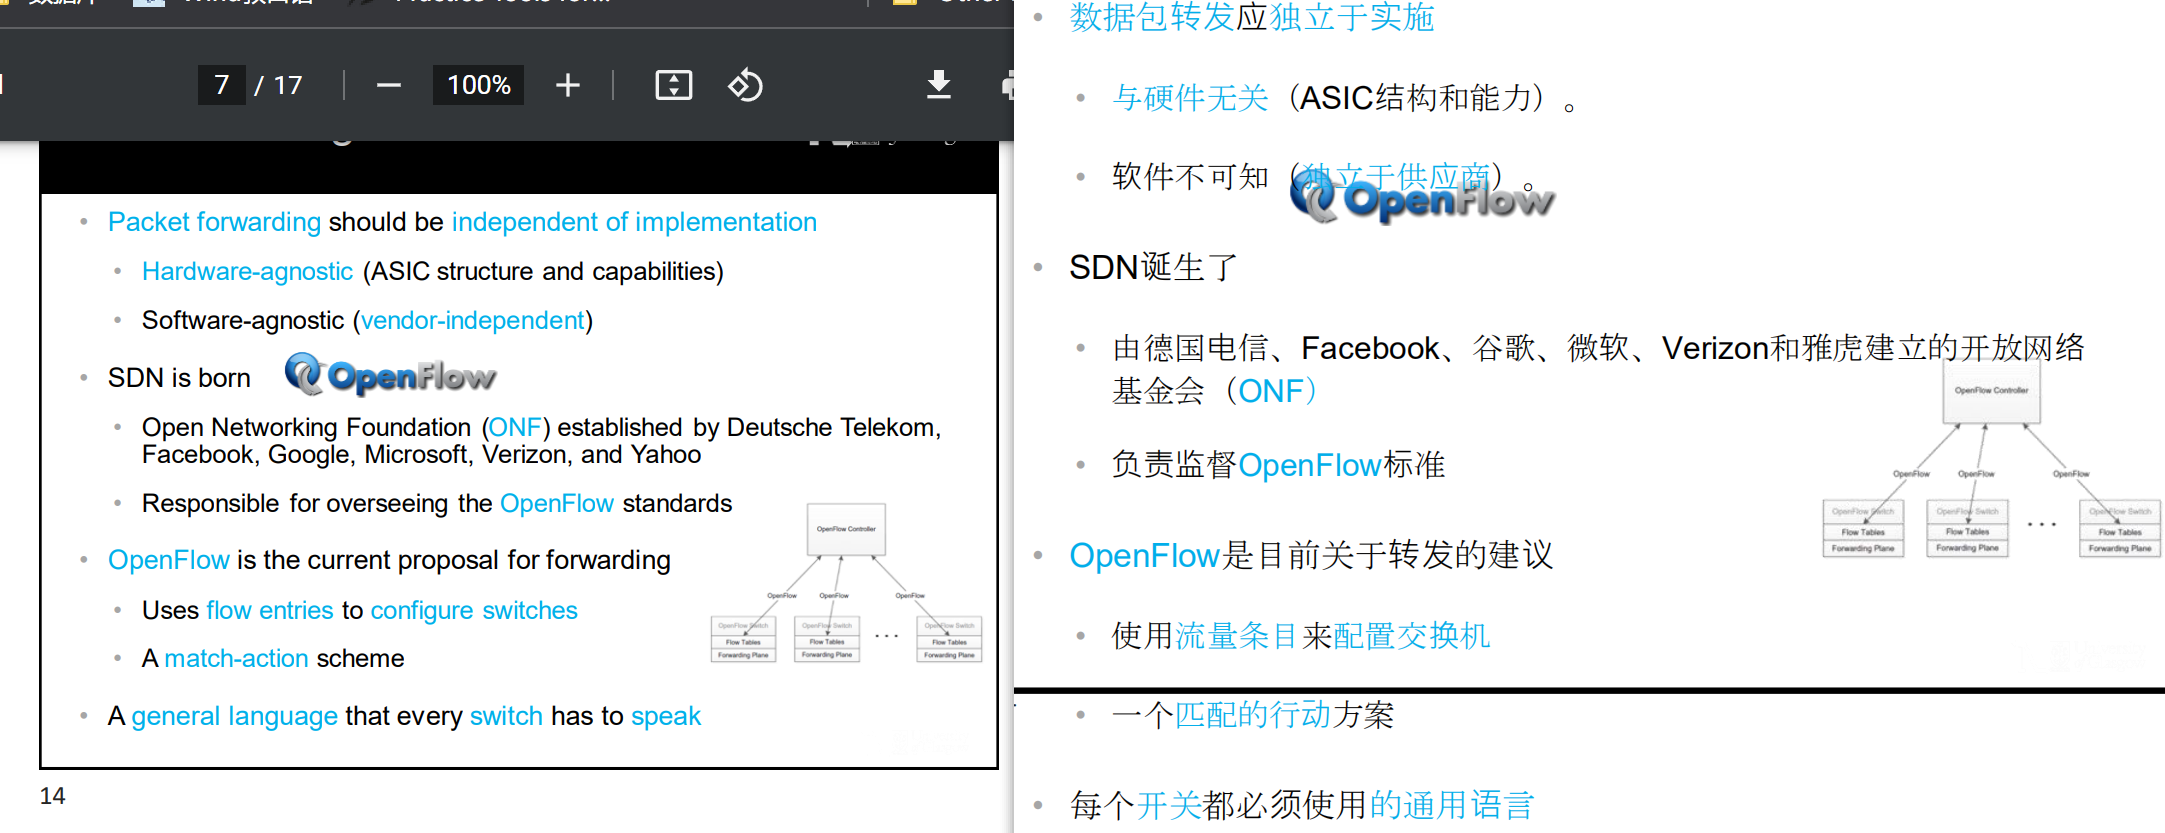 7 / 17
100%
Packet forwarding should be independent of implementation
Hardware-agnostic (ASIC structure and capabilities)
Software-agnostic (vendor-independent)
SDN is born
OpenFlow
Open Networking Foundation (ONF) established by Deutsche Telekom,
Facebook, Google, Microsoft, Verizon, and Yahoo
Responsible for overseeing the OpenFlow standards
OpenFlow is the current proposal for forwarding
Uses flow entries to configure switches
A match-action scheme
A general language that every switch has to speak
OpenFlow Controller
OpenFlow OpenFlow OpenFlow
OpenFlow Switch OpenFlow Switch OpenFlow Switch
Flow Tables Flow Tables Flow Tables
Forwarding Plane Forwarding Plane Forwarding Plane
14
数据包转发应独立于实施
与硬件无关（ASIC结构和能力）。
软件不可知（独立于供应商）。
OpenFlow
SDN诞生了
由德国电信、Facebook、谷歌、微软、Verizon和雅虎建立的开放网络
基金会（ONF）
负责监督OpenFlow标准
OpenFlow是目前关于转发的建议
使用流量条目来配置交换机
一个匹配的行动方案
每个开关都必须使用的通用语言
OpenFlow Controller
OpenFlow OpenFlow OpenFlow
OpenFlow Switch OpenFlow Switch OpenFlow Switch
Flow Tables Flow Tables Flow Tables
Forwarding Plane Forwarding Plane Forwarding Plane